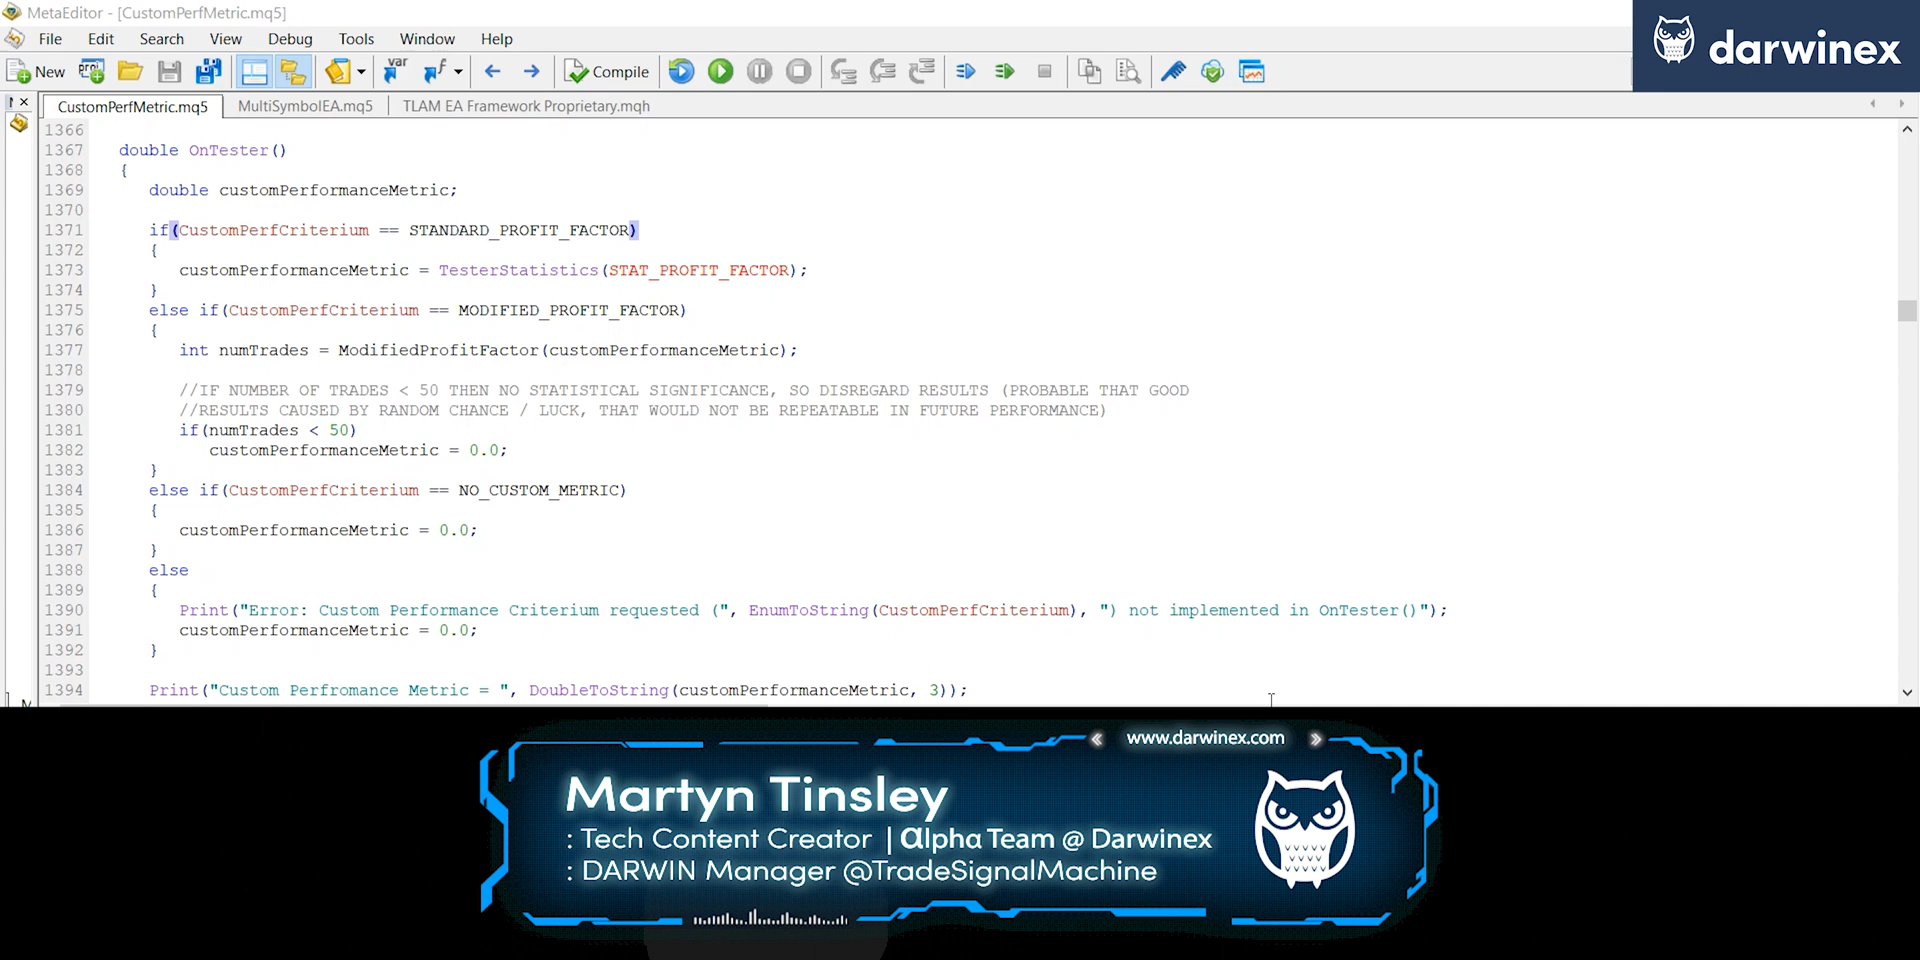 MetaEditor - [CustomPerfMetric.mq5]
File Edit Search View Debug Tools Window Help
New var Compile
darwinex
CustomPerfMetric.mq5 MultiSymbolEA.mq5 TLAM EA Framework Proprietary.mqh
1366
1367 double OnTester()
1368 {
1369 double customPerformanceMetric;
1370
1371 if(CustomPerfCriterium == STANDARD_PROFIT_FACTOR)
1372 {
1373 customPerformanceMetric = TesterStatistics(STAT_PROFIT_FACTOR);
1374 }
1375 else if(CustomPerfCriterium == MODIFIED_PROFIT_FACTOR)
1376 {
1377 int numTrades = ModifiedProfitFactor(customPerformanceMetric);
1378
1379 //IF NUMBER OF TRADES < 50 THEN NO STATISTICAL SIGNIFICANCE, SO DISREGARD RESULTS (PROBABLE THAT GOOD
1380 //RESULTS CAUSED BY RANDOM CHANCE / LUCK, THAT WOULD NOT BE REPEATABLE IN FUTURE PERFORMANCE)
1381 if(numTrades < 50)
1382 customPerformanceMetric = 0.0;
1383 }
1384 else if(CustomPerfCriterium == NO_CUSTOM_METRIC)
1385 {
1386 customPerformanceMetric = 0.0;
1387 }
1388 else
1389 {
1390 Print("Error: Custom Performance Criterium requested (", EnumToString(CustomPerfCriterium), ") not implemented in OnTester()");
1391 customPerformanceMetric = 0.0;
1392 }
1393
1394 Print("Custom Perfromance Metric = ", DoubleToString(customPerformanceMetric, 3));
« www.darwinex.com »
Martyn Tinsley
: Tech Content Creator | αlphα Team @ Darwinex
: DARWIN Manager @TradeSignalMachine